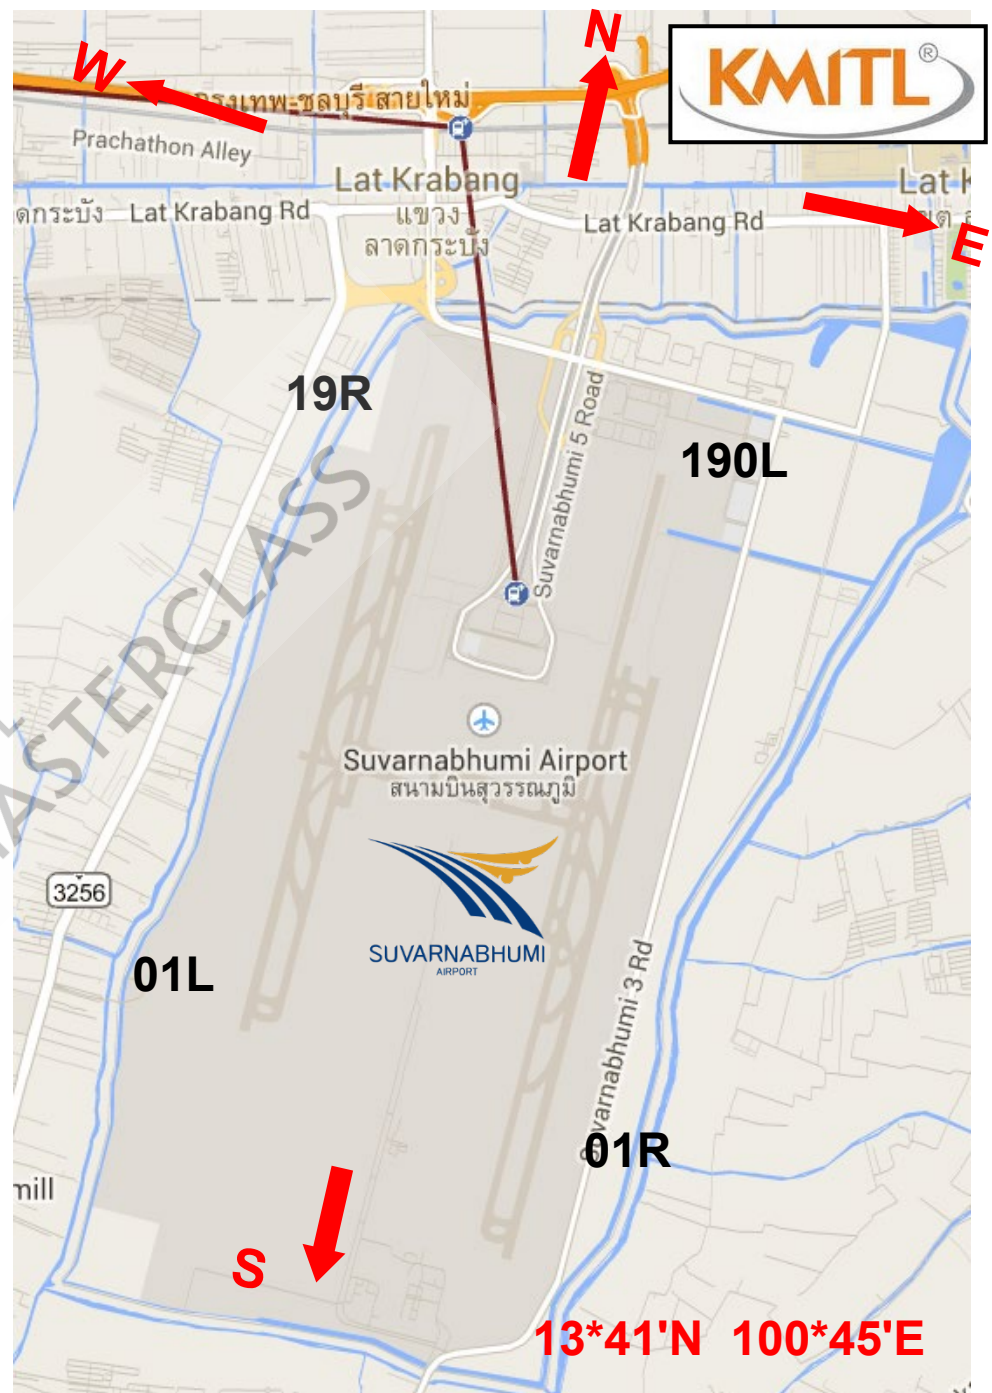 N
W
KMITL®
กรุงเทพ-ชลบุรี สายใหม่
Prachathon Alley
Lat Krabang
แขวง
ลาดกระบัง
Lat
ดกระบัง
Lat Krabang Rd
Lat Krabang Rd
E
19R
190L
Suvarnabhumi 5 Road
MASTERCLASS
Suvarnabhumi Airport
สนามบินสุวรรณภูมิ
3256
SUVARNABHUMI
AIRPORT
01L
Suvarnabhumi 3 Rd
01R
mill
S
13*41'N 100*45'E